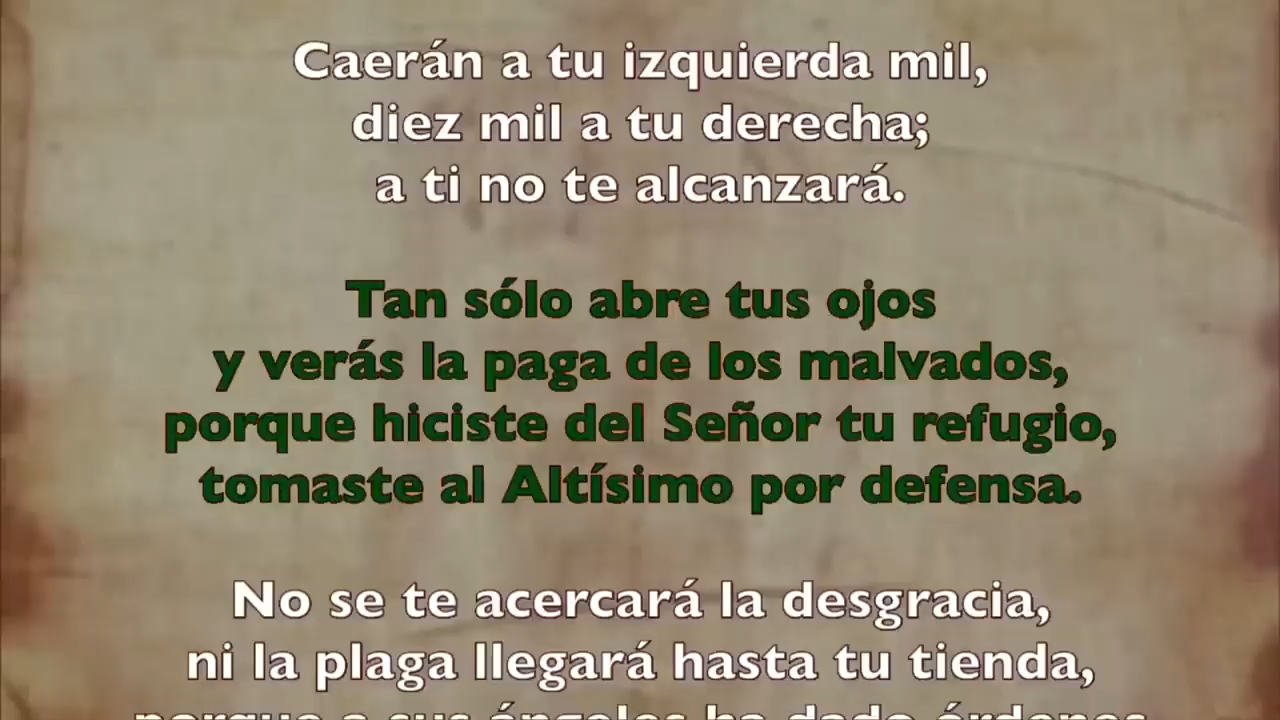 Caerán a tu izquierda mil,
diez mil a tu derecha;
a ti no te alcanzará.
Tan sólo abre tus ojos
y verás la paga de los malvados,
porque hiciste del Señor tu refugio,
tomaste al Altísimo por defensa.
No se te acercará la desgracia,
ni la plaga llegará hasta tu tienda,
porque a sus ángeles ha dado órdenes